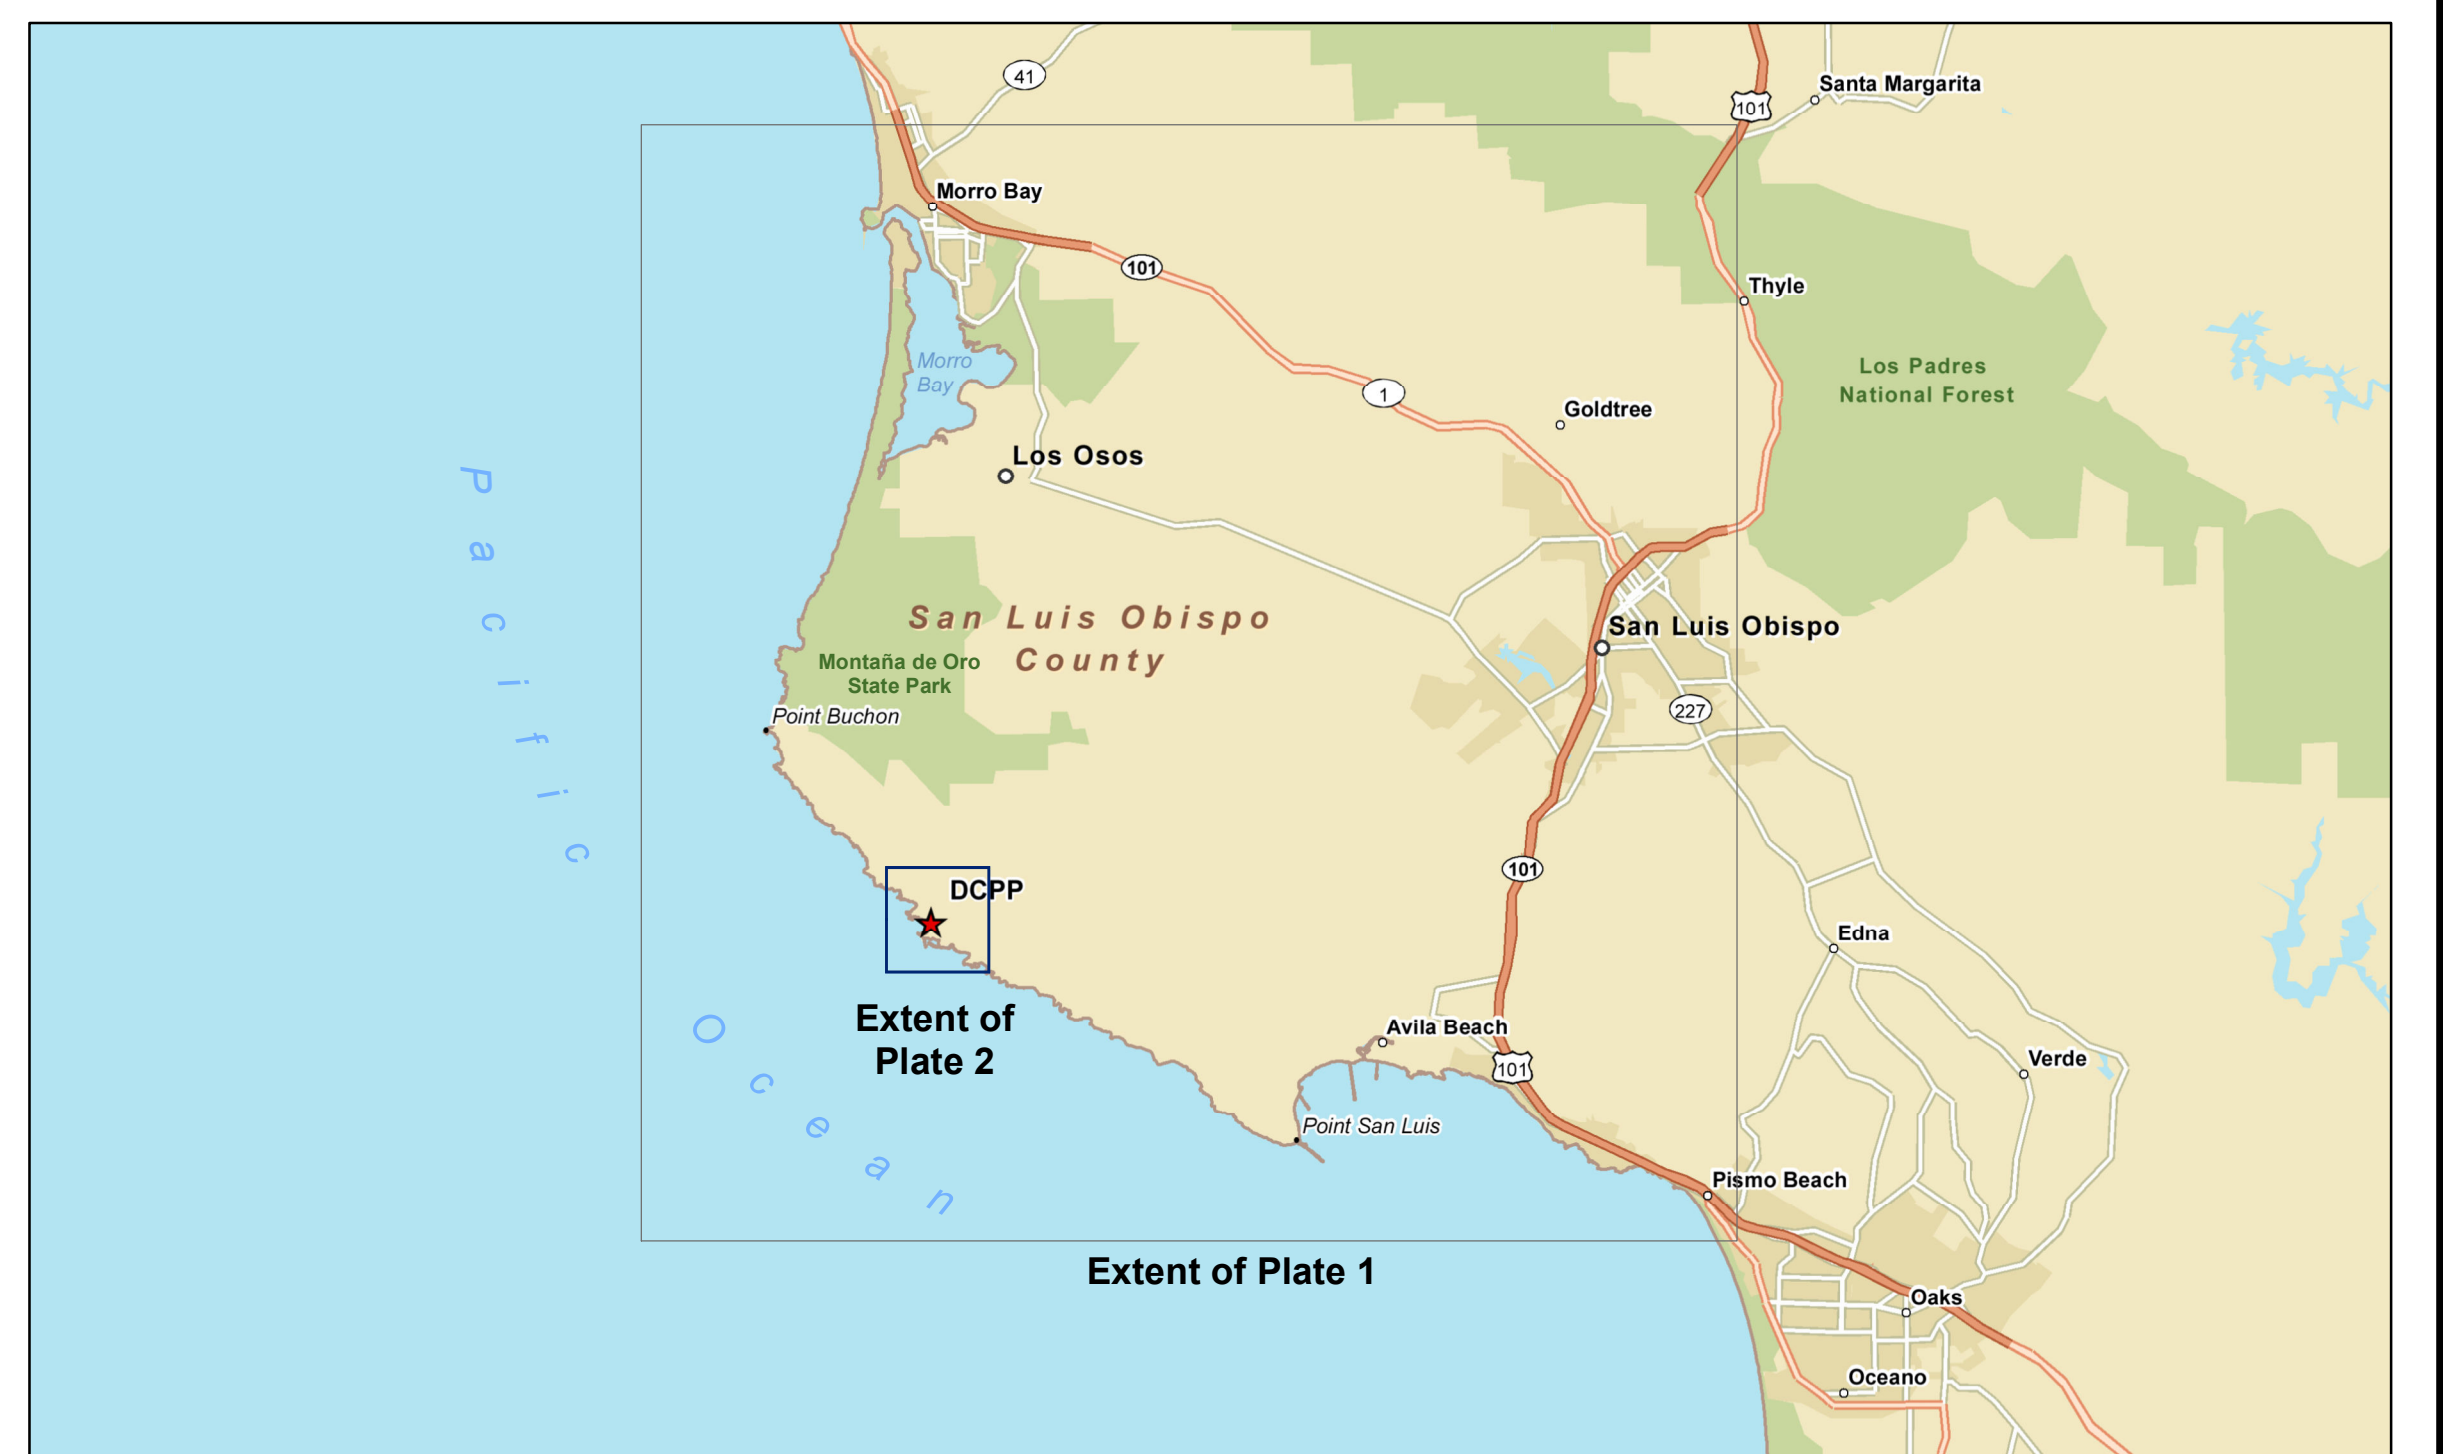 41
Santa Margarita
101
Morro Bay
101
Thyle
Morro
Bay
Los Padres
National Forest
1
Goldtree
Los Osos
Pacific
San Luis Obispo
County
San Luis Obispo
Montaña de Oro
State Park
Point Buchon
227
101
DCPP
Edna
Extent of
Plate 2
Ocean
Avila Beach
101
Verde
Point San Luis
Pismo Beach
Extent of Plate 1
Oaks
Oceano